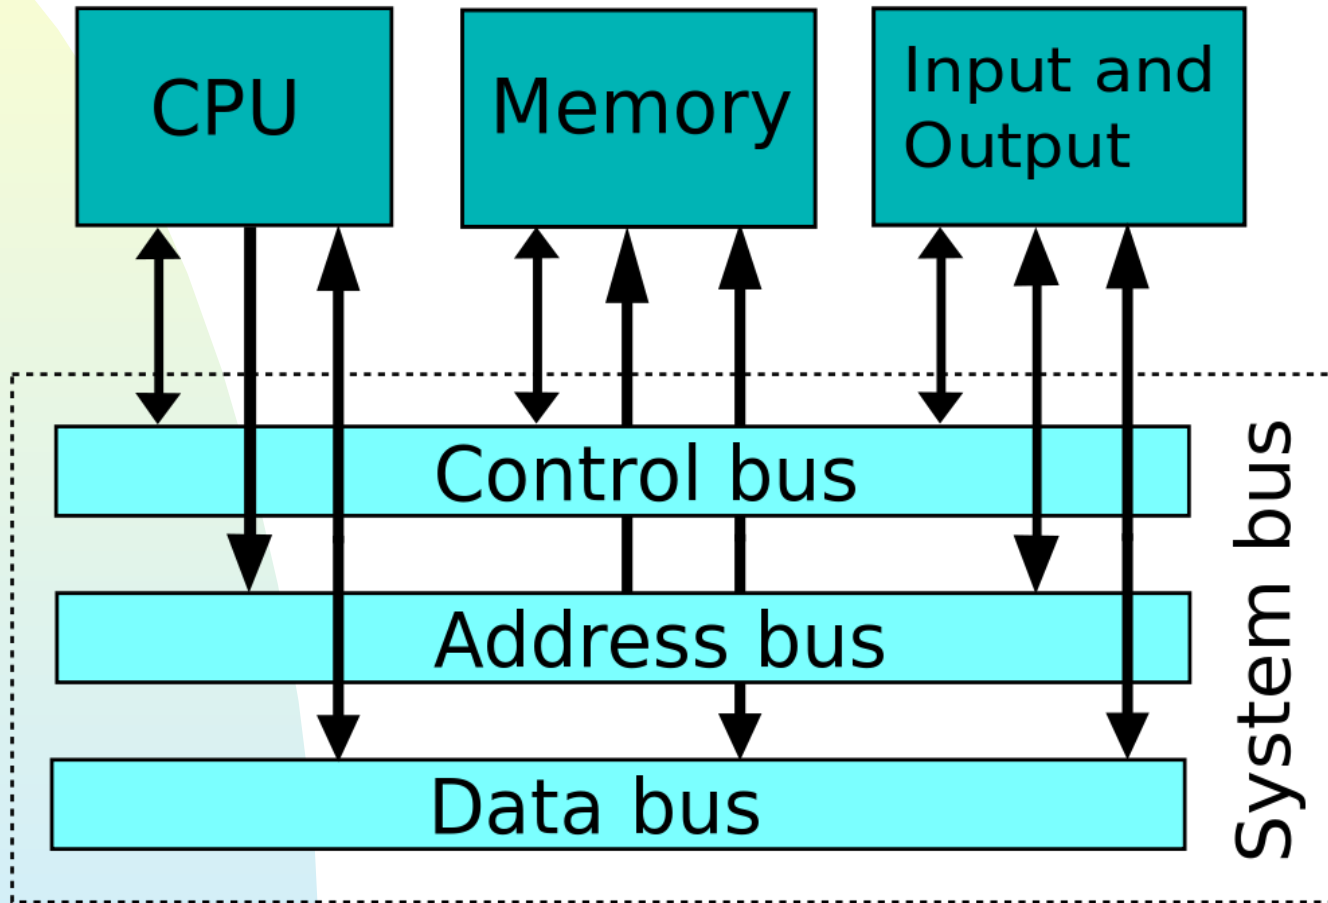 CPU
Memory
Input and
Output
Control bus
Address bus
Data bus
System bus